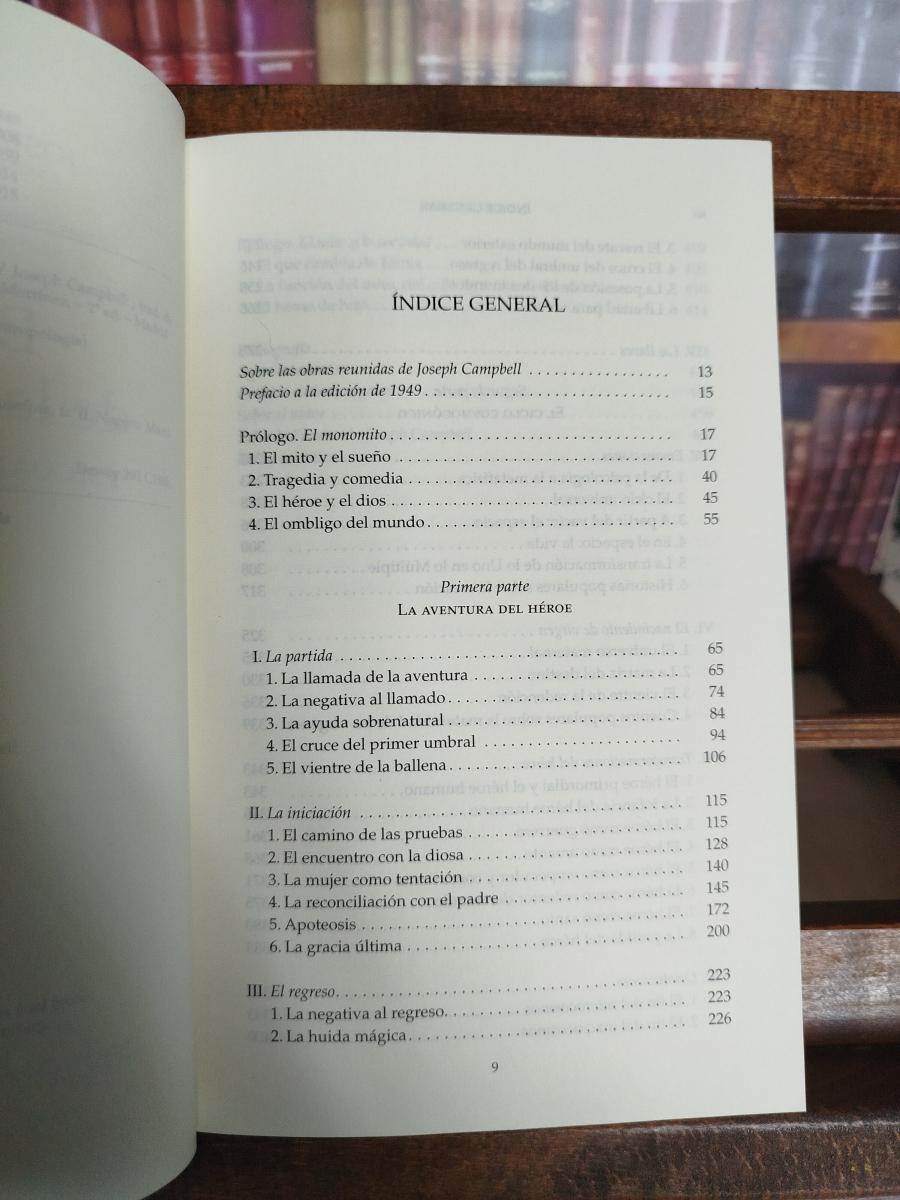 ÍNDICE GENERAL
Sobre las obras reunidas de Joseph Campbell . . . . . . . . . . . . . . . . . 13
Prefacio a la edición de 1949 . . . . . . . . . . . . . . . . . . . . . . . . . . . . . 15
Prólogo. El monomito . . . . . . . . . . . . . . . . . . . . . . . . . . . . . . . . . 17
1. El mito y el sueño . . . . . . . . . . . . . . . . . . . . . . . . . . . . . . . . 17
2. Tragedia y comedia . . . . . . . . . . . . . . . . . . . . . . . . . . . . . . . 40
3. El héroe y el dios . . . . . . . . . . . . . . . . . . . . . . . . . . . . . . . . . 45
4. El ombligo del mundo . . . . . . . . . . . . . . . . . . . . . . . . . . . . . 55
Primera parte
LA AVENTURA DEL HÉROE
I. La partida . . . . . . . . . . . . . . . . . . . . . . . . . . . . . . . . . . . . . . 65
1. La llamada de la aventura . . . . . . . . . . . . . . . . . . . . . . . . 65
2. La negativa al llamado . . . . . . . . . . . . . . . . . . . . . . . . . . . 74
3. La ayuda sobrenatural . . . . . . . . . . . . . . . . . . . . . . . . . . . 84
4. El cruce del primer umbral . . . . . . . . . . . . . . . . . . . . . . . 94
5. El vientre de la ballena . . . . . . . . . . . . . . . . . . . . . . . . . . . 106
II. La iniciación . . . . . . . . . . . . . . . . . . . . . . . . . . . . . . . . . . . . 115
1. El camino de las pruebas . . . . . . . . . . . . . . . . . . . . . . . . . 115
2. El encuentro con la diosa . . . . . . . . . . . . . . . . . . . . . . . . . 128
3. La mujer como tentación . . . . . . . . . . . . . . . . . . . . . . . . . 140
4. La reconciliación con el padre . . . . . . . . . . . . . . . . . . . . . 145
5. Apoteosis . . . . . . . . . . . . . . . . . . . . . . . . . . . . . . . . . . . . . 172
6. La gracia última . . . . . . . . . . . . . . . . . . . . . . . . . . . . . . . . 200
III. El regreso . . . . . . . . . . . . . . . . . . . . . . . . . . . . . . . . . . . . . . 223
1. La negativa al regreso. . . . . . . . . . . . . . . . . . . . . . . . . . . . 223
2. La huida mágica . . . . . . . . . . . . . . . . . . . . . . . . . . . . . . . . 226
9